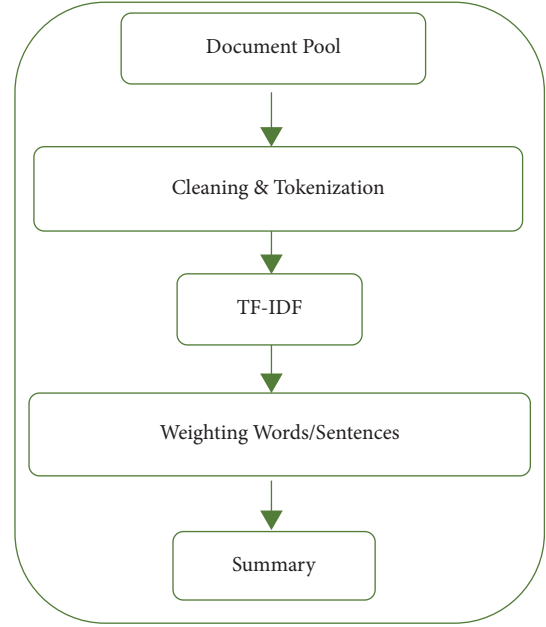 Document Pool
Cleaning & Tokenization
TF-IDF
Weighting Words/Sentences
Summary